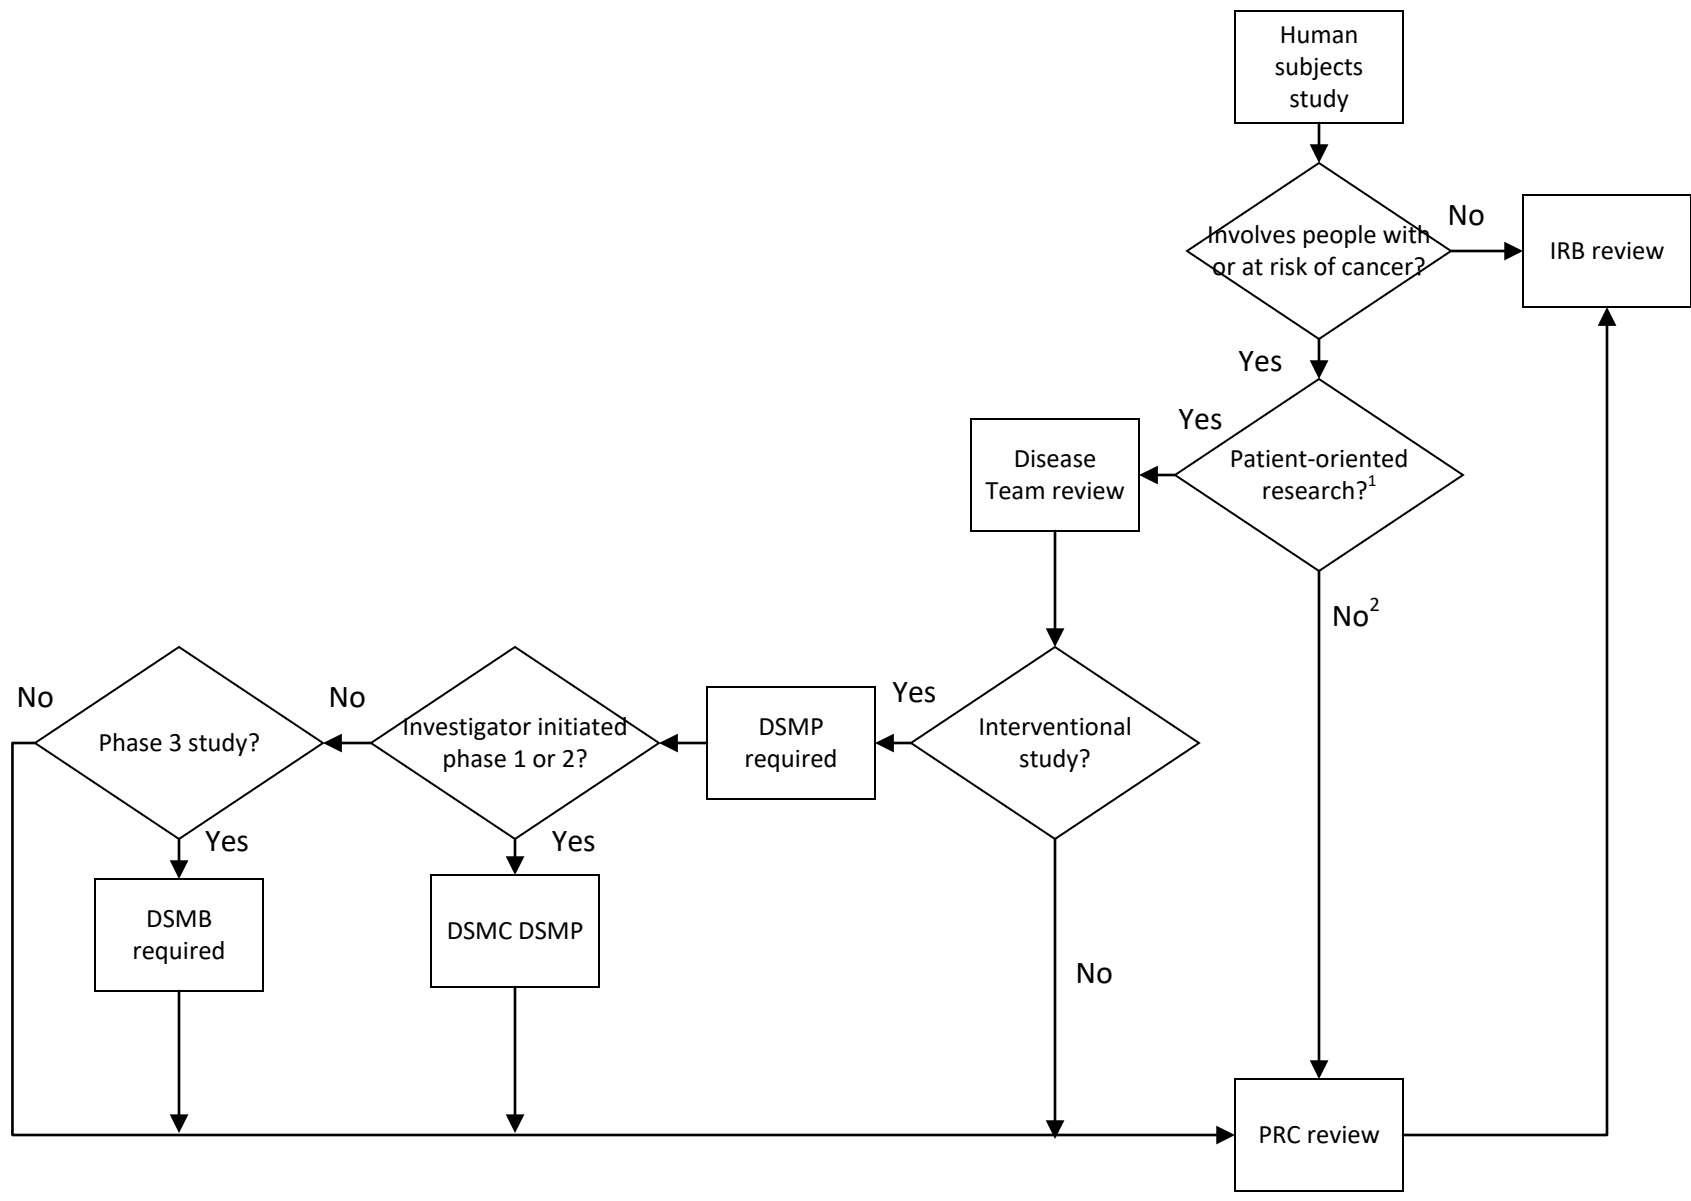 Human
subjects
study
Involves people with
or at risk of cancer?
No
IRB review
Yes
Patient-oriented
research?1
Yes
Disease
Team review
No2
Interventional
study?
Yes
DSMP
required
Investigator initiated
phase 1 or 2?
No
Phase 3 study?
No
Yes
DSMB
required
Yes
DSMC DSMP
No
PRC review